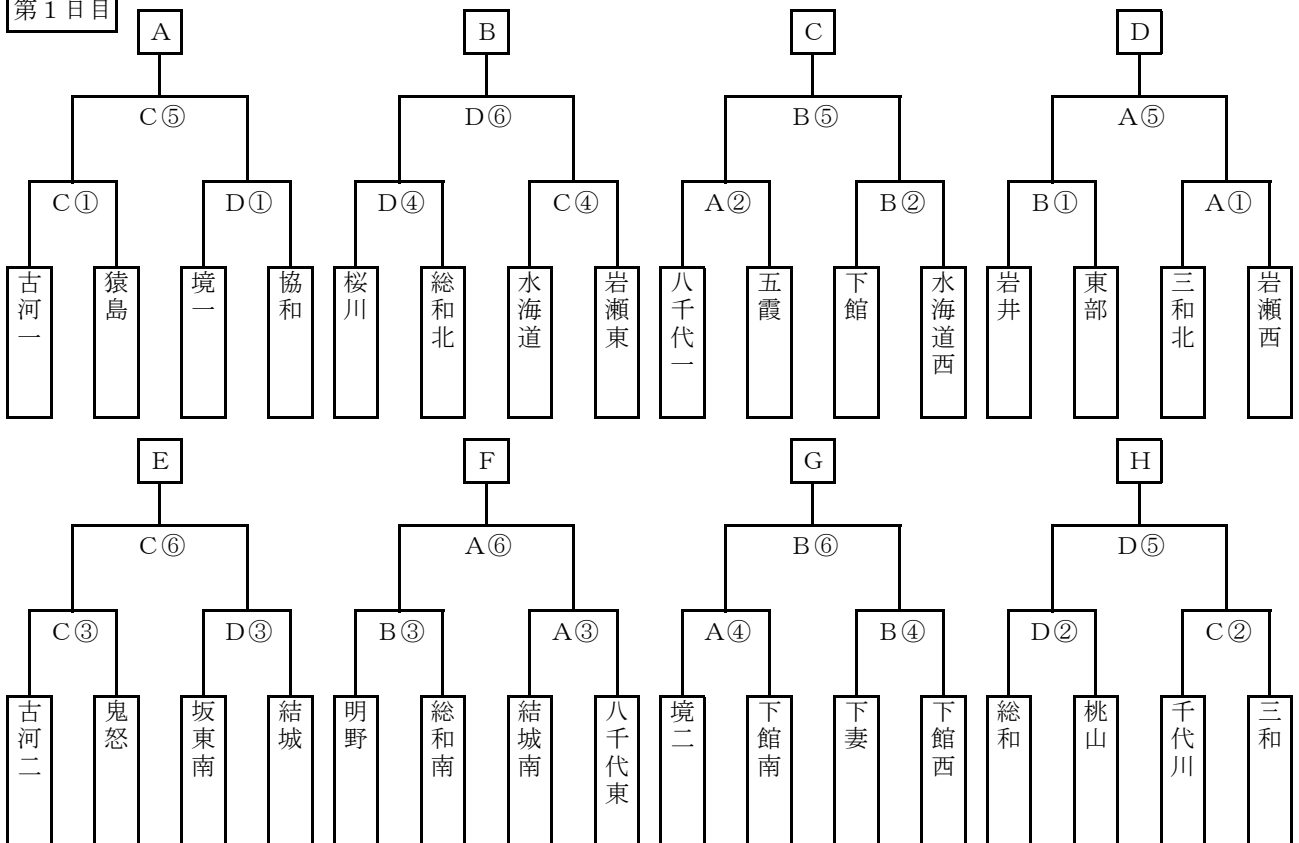 第１日目
A B C D
C⑤ D⑥ B⑤ A⑤
C① D① D④ C④ A② B② B① A①
古河一 猿島 境一 協和 桜川 総和北 水海道 岩瀬東 八千代一 五霞 下館 水海道西 岩井 東部 三和北 岩瀬西
E F G H
C⑥ A⑥ B⑥ D⑤
C③ D③ B③ A③ A④ B④ D② C②
古河二 鬼怒 坂東南 結城 明野 総和南 結城南 八千代東 境二 下館南 下妻 下館西 総和 桃山 千代川 三和